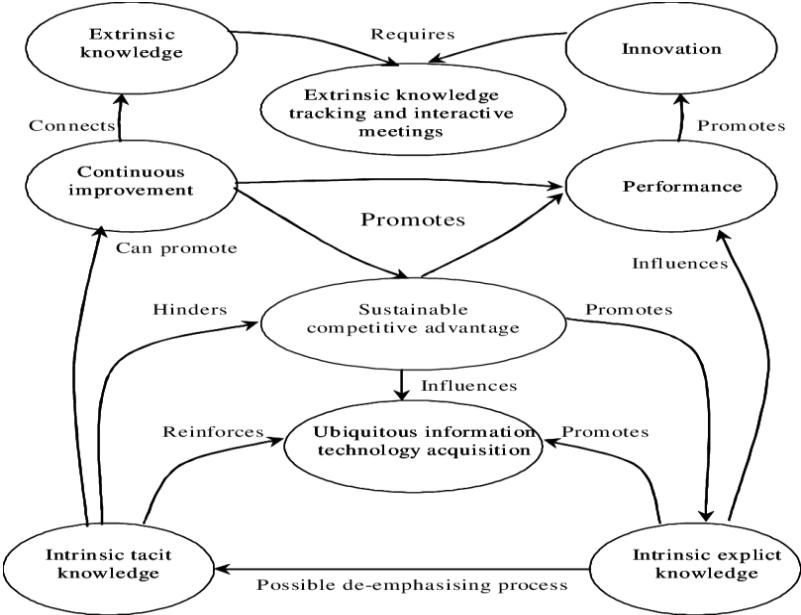 Extrinsic
knowledge
Requires
Innovation
Extrinsic knowledge
tracking and interactive
meetings
Connects
Promotes
Continuous
improvement
Performance
Promotes
Can promote
Influences
Hinders
Sustainable
competitive advantage
Promotes
Influences
Reinforces
Ubiquitous information
technology acquisition
Promotes
Intrinsic tacit
knowledge
Intrinsic explict
knowledge
Possible de-emphasising process